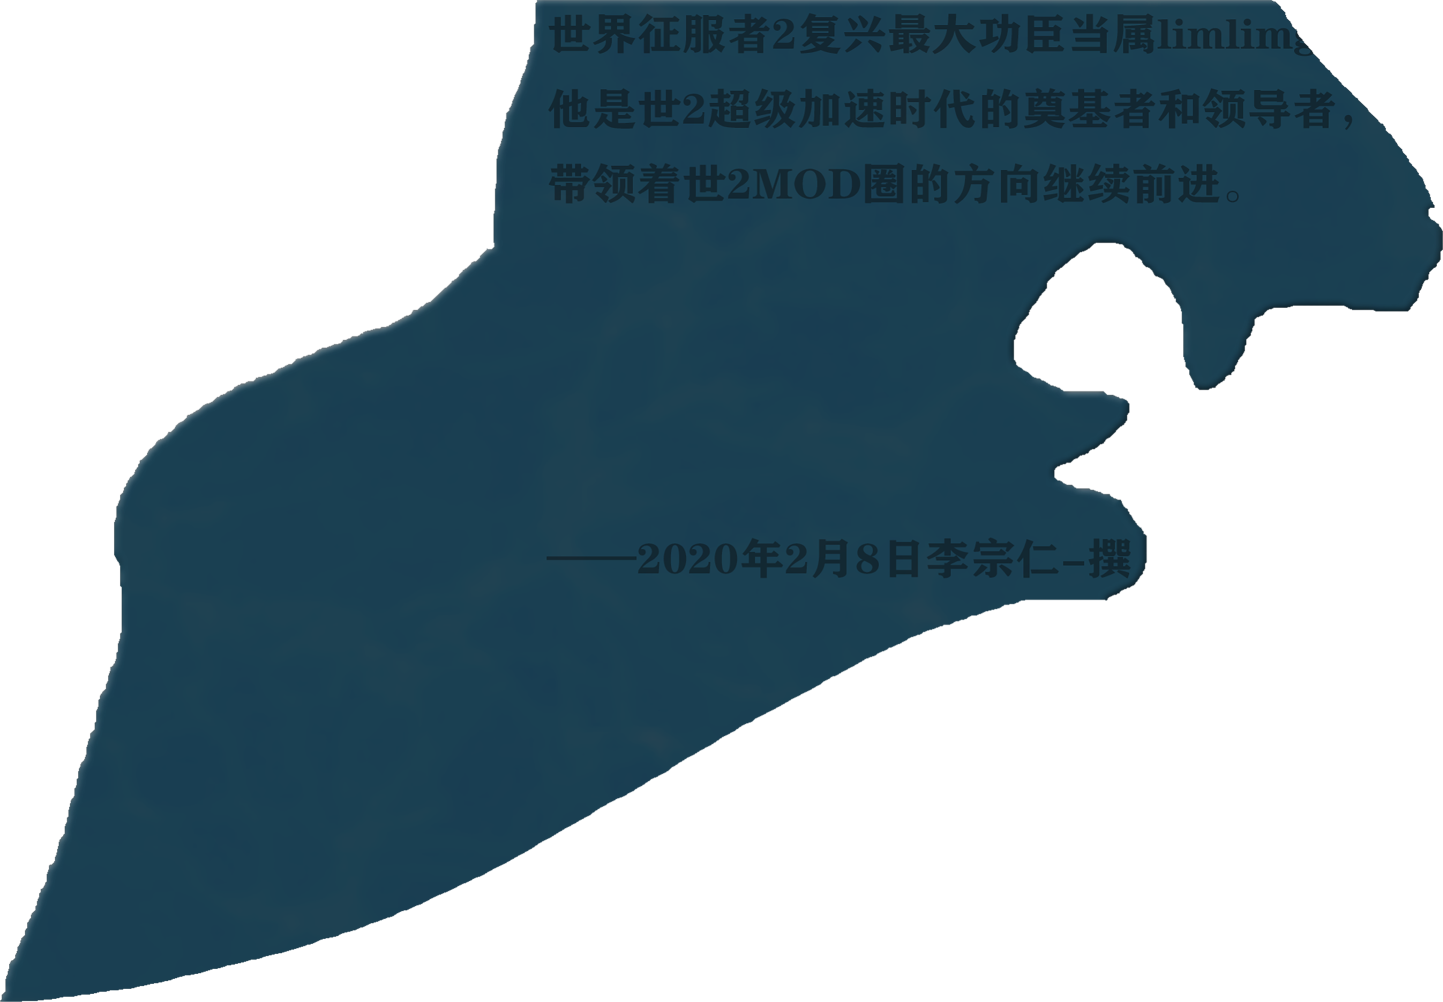 世界征服者2复兴最大功臣当属limlimg
他是世2超级加速时代的奠基者和领导者，
带领着世2MOD圈的方向继续前进。
——2020年2月8日李宗仁-撰